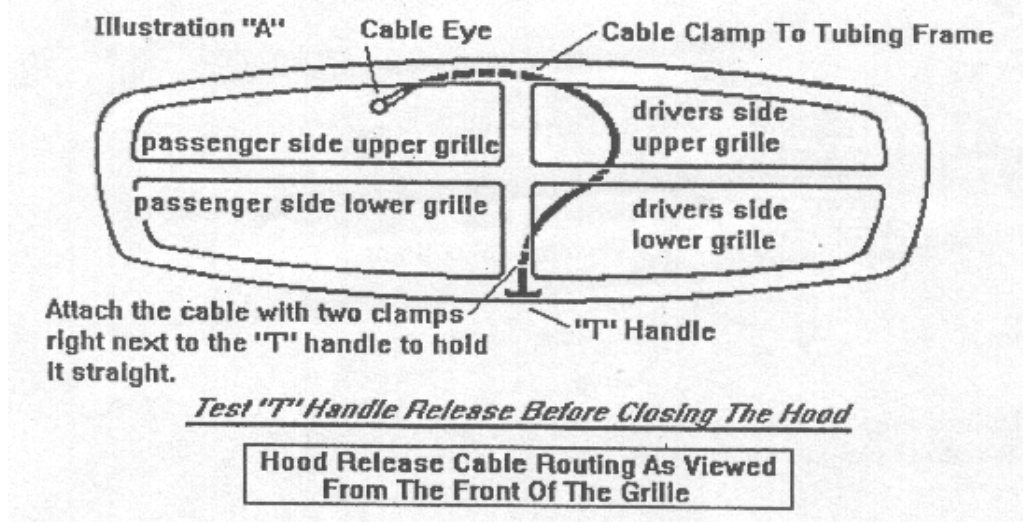 Illustration "A"
Cable Eye
Cable Clamp To Tubing Frame
passenger side upper grille
drivers side
upper grille
passenger side lower grille
drivers side
lower grille
Attach the cable with two clamps
right next to the "T" handle to hold
it straight.
"T" Handle
Test "T" Handle Release Before Closing The Hood
Hood Release Cable Routing As Viewed
From The Front Of The Grille